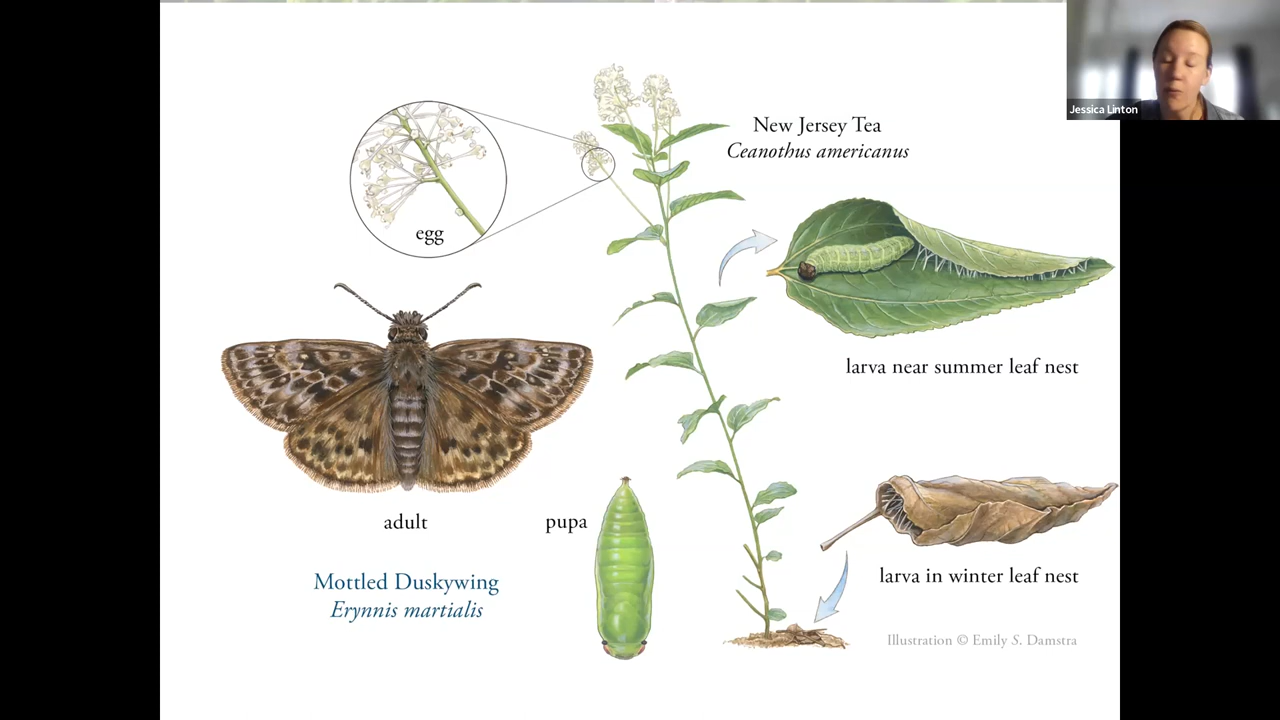 Jessica Linton
New Jersey Tea
Ceanothus americanus
egg
larva near summer leaf nest
adult
pupa
Mottled Duskywing
Erynnis martialis
larva in winter leaf nest
Illustration © Emily S. Damstra